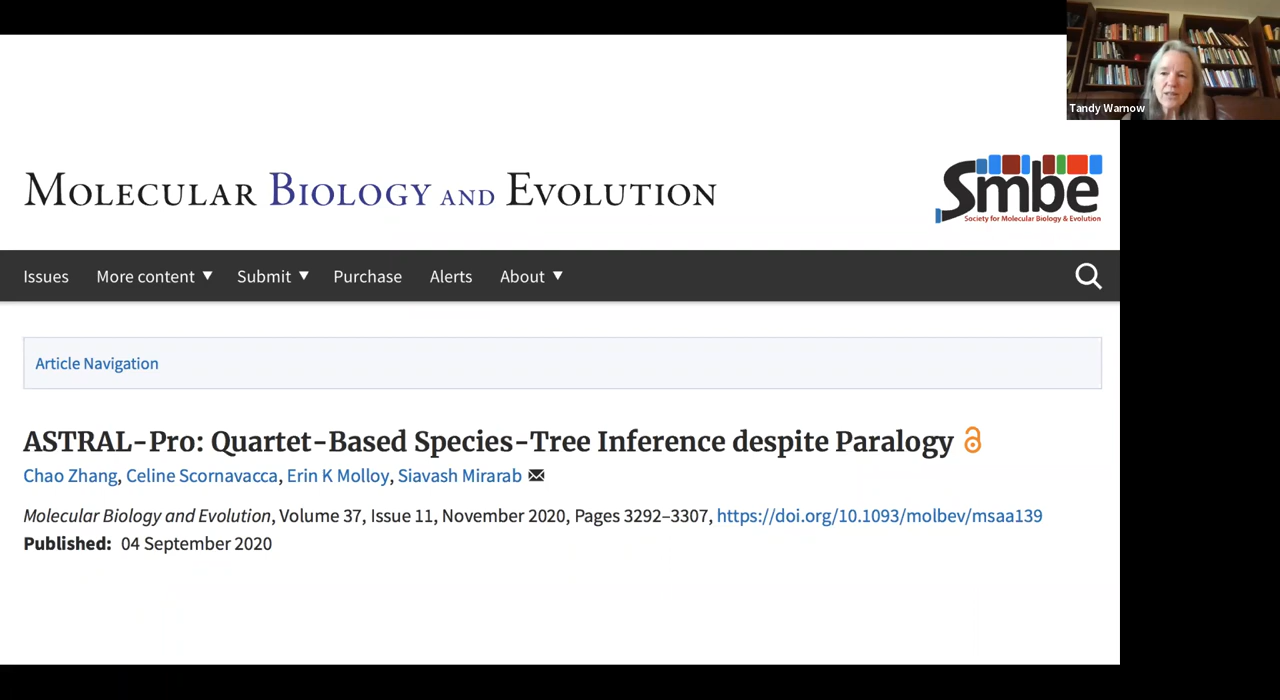 Tandy Warnow
MOLECULAR BIOLOGY AND EVOLUTION
Smbe
Society for Molecular Biology & Evolution
Issues More content ▼ Submit ▼ Purchase Alerts About ▼
Article Navigation
ASTRAL-Pro: Quartet-Based Species-Tree Inference despite Paralogy
Chao Zhang, Celine Scornavacca, Erin K Molloy, Siavash Mirarab
Molecular Biology and Evolution, Volume 37, Issue 11, November 2020, Pages 3292–3307, https://doi.org/10.1093/molbev/msaa139
Published: 04 September 2020